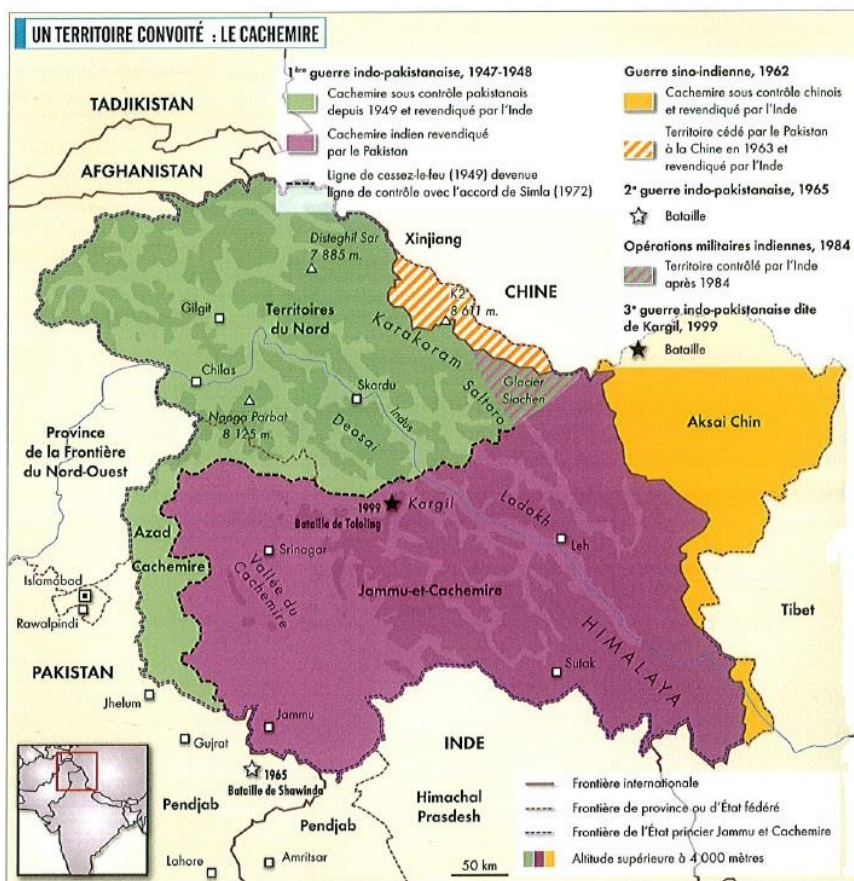 UN TERRITOIRE CONVOITÉ : LE CACHEMIRE
1ère guerre indo-pakistanaise, 1947-1948
Cachemire sous contrôle pakistanais
depuis 1949 et revendiqué par l'Inde
Cachemire indien revendiqué
par le Pakistan
Ligne de cessez-le-feu (1949) devenue
ligne de contrôle avec l'accord de Simla (1972)
Guerre sino-indienne, 1962
Cachemire sous contrôle chinois
et revendiqué par l'Inde
Territoire cédé par le Pakistan
à la Chine en 1963 et
revendiqué par l'Inde
2e guerre indo-pakistanaise, 1965
Bataille
Opérations militaires indiennes, 1984
Territoire contrôlé par l'Inde
après 1984
3e guerre indo-pakistanaise dite
de Kargil, 1999
Bataille
TADJIKISTAN
AFGHANISTAN
Disteghil Sar
7 885 m.
Xinjiang
CHINE
K2
8 611 m.
Gilgit
Territoires
du Nord
Karakoram
Chilas
Skardu
Saltoro
Glacier
Siachen
Nanga Parbat
8 125 m.
Deosai
Indus
Aksai Chin
Province
de la Frontière
du Nord-Ouest
1999
Bataille de Tololing
Kargil
Ladakh
Azad
Cachemire
Srinagar
Leh
Vallée du
Cachemire
Islamabad
Rawalpindi
Jammu-et-Cachemire
Tibet
HIMALAYA
PAKISTAN
Sutak
Jhelum
Jammu
Gujrat
INDE
1965
Bataille de Shawinda
Pendjab
Pendjab
Himachal
Prasdesh
Lahore
Amritsar
50 km
Frontière internationale
Frontière de province ou d'État fédéré
Frontière de l'État princier Jammu et Cachemire
Altitude supérieure à 4 000 mètres